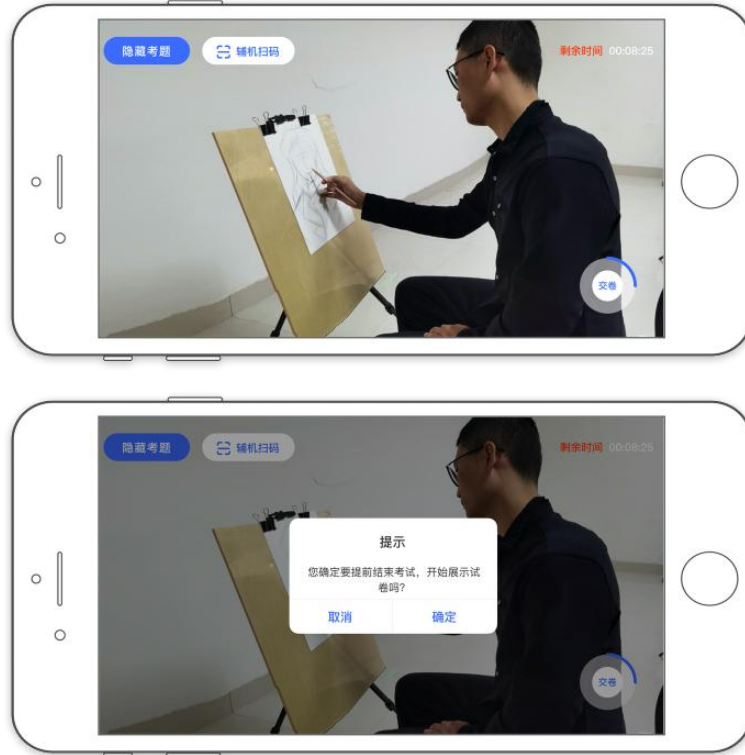 隐藏考题
辅机扫码
剩余时间 00:08:25
交卷
隐藏考题
辅机扫码
剩余时间 00:08:25
提示
您确定要提前结束考试，开始展示试
卷吗?
取消
确定
交卷